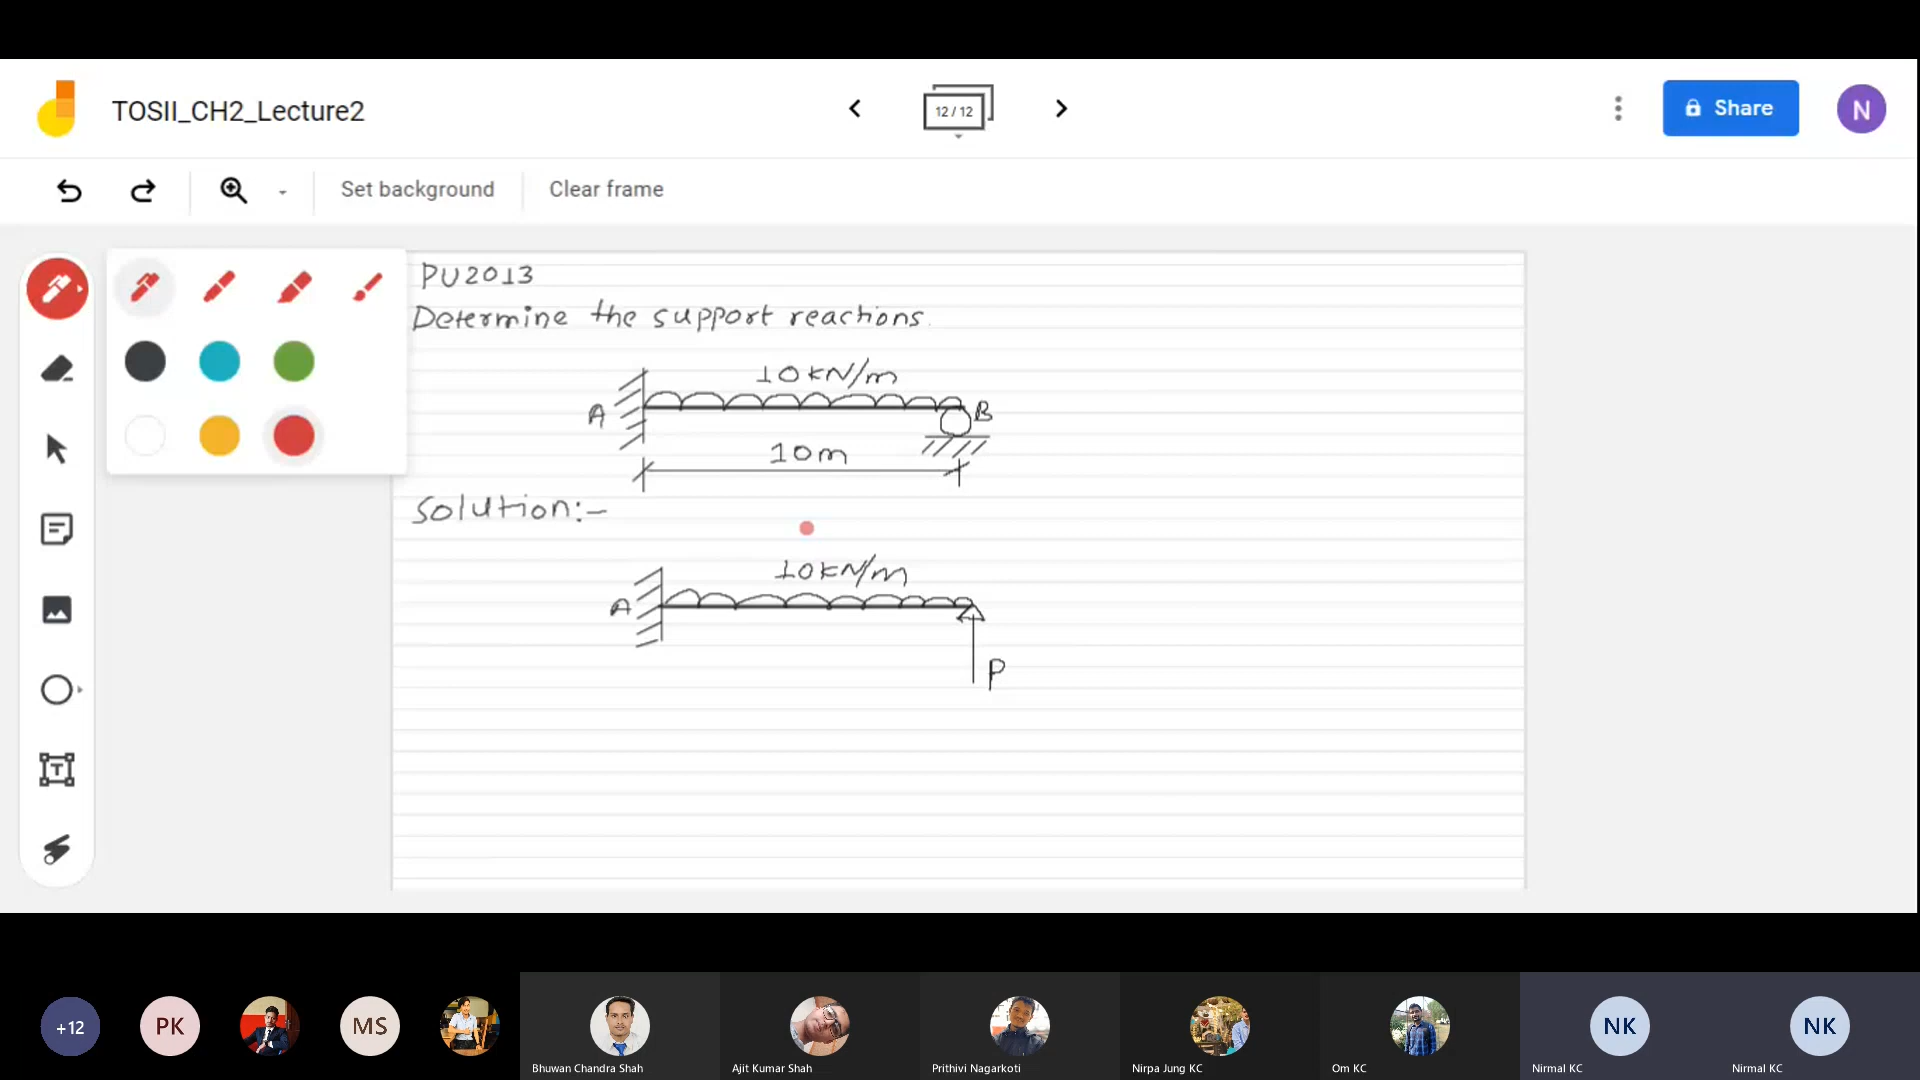 TOSII_CH2_Lecture2
12 / 12
Share
N
Set background
Clear frame
PU2013
Determine the support reactions.
10kN/m
A
B
10m
Solution:-
10kN/m
A
P
+12
PK
MS
NK
NK
Bhuwan Chandra Shah
Ajit Kumar Shah
Prithivi Nagarkoti
Nirpa Jung KC
Om KC
Nirmal KC
Nirmal KC